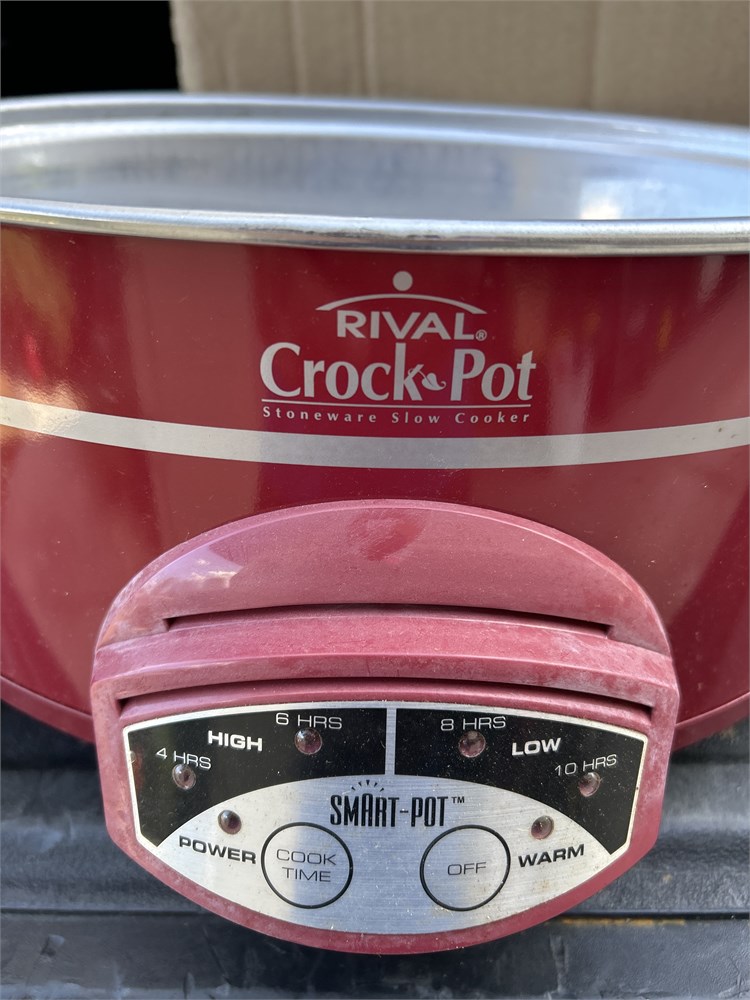 RIVAL®
Crock-Pot
Stoneware Slow Cooker
6 HRS
8 HRS
HIGH
LOW
4 HRS
10 HRS
SMART-POT™
POWER
COOK
TIME
OFF
WARM